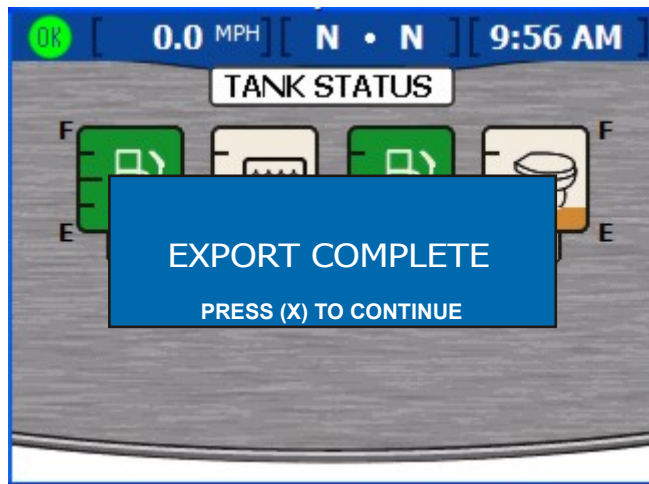 OK [ 0.0 MPH ] [ N • N ] [ 9:56 AM ]
TANK STATUS
F F
E E
EXPORT COMPLETE
PRESS (X) TO CONTINUE